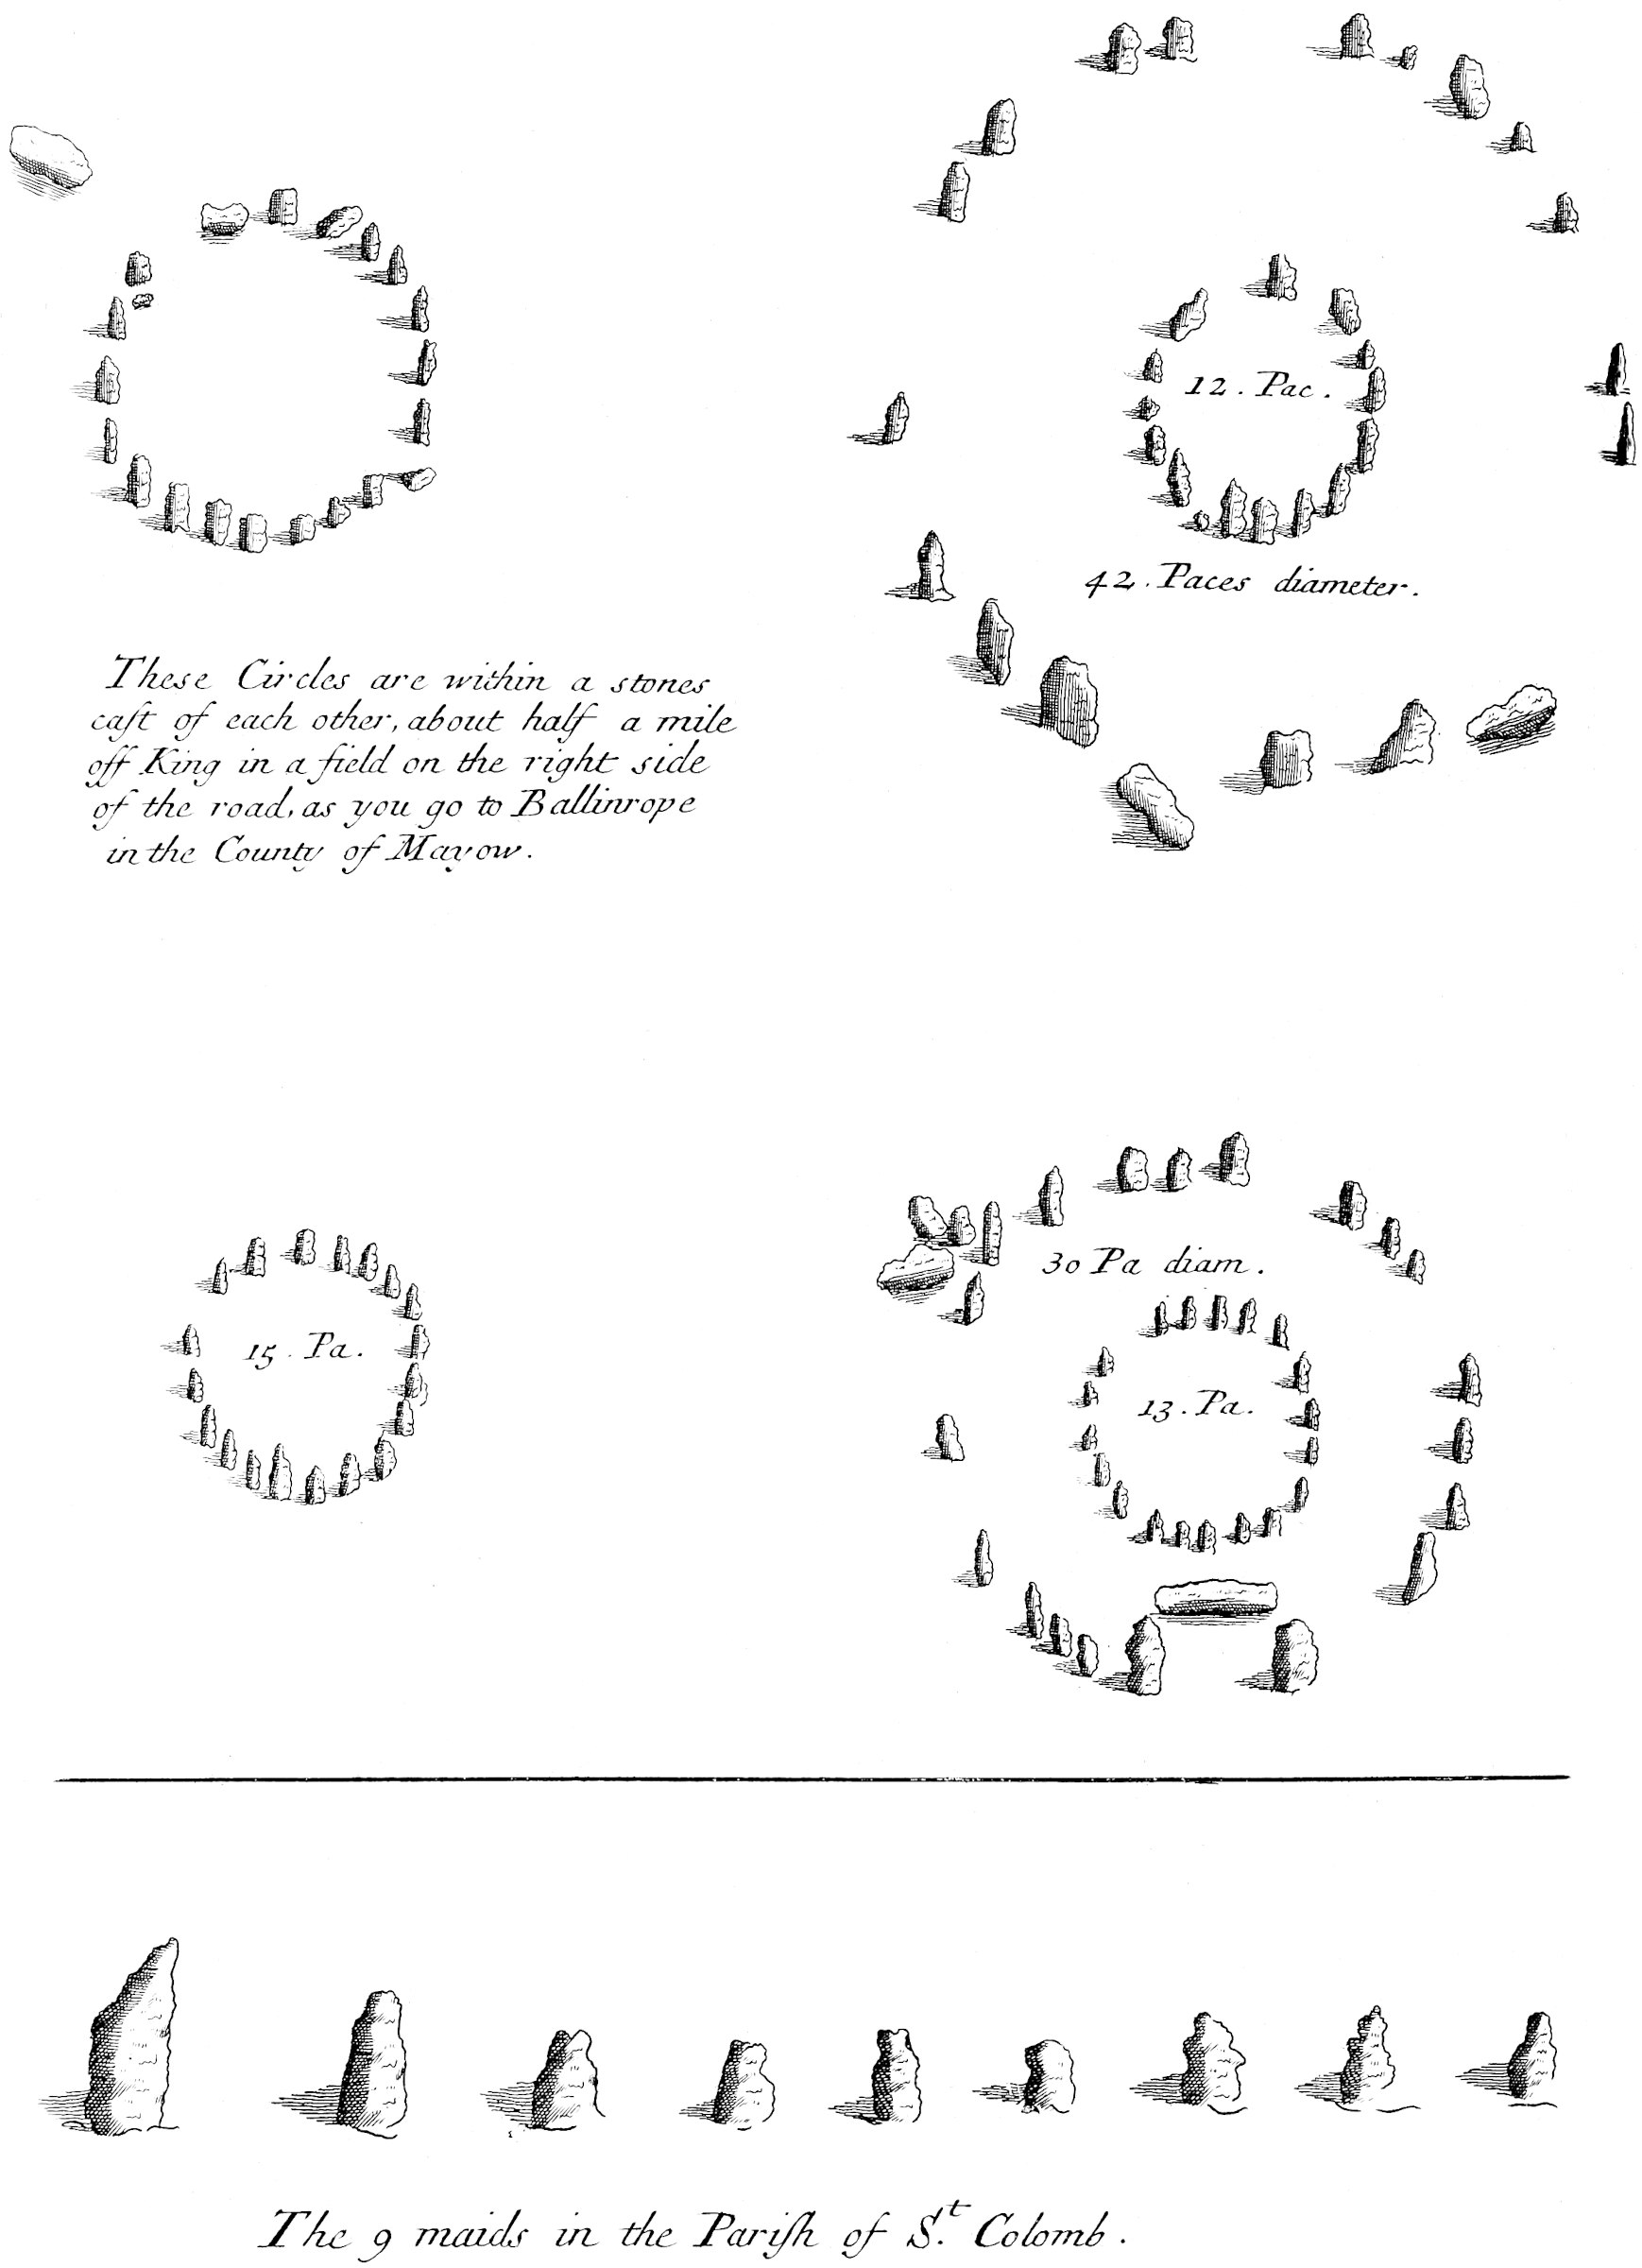 12. Pac.
42. Paces diameter.
These Circles are within a stones
caſt of each other, about half a mile
off King in a field on the right side
of the road, as you go to Ballinrope
in the County of Mayow.
30 Pa diam.
15. Pa.
13. Pa.
The 9 maids in the Pariſh of S.t Colomb.